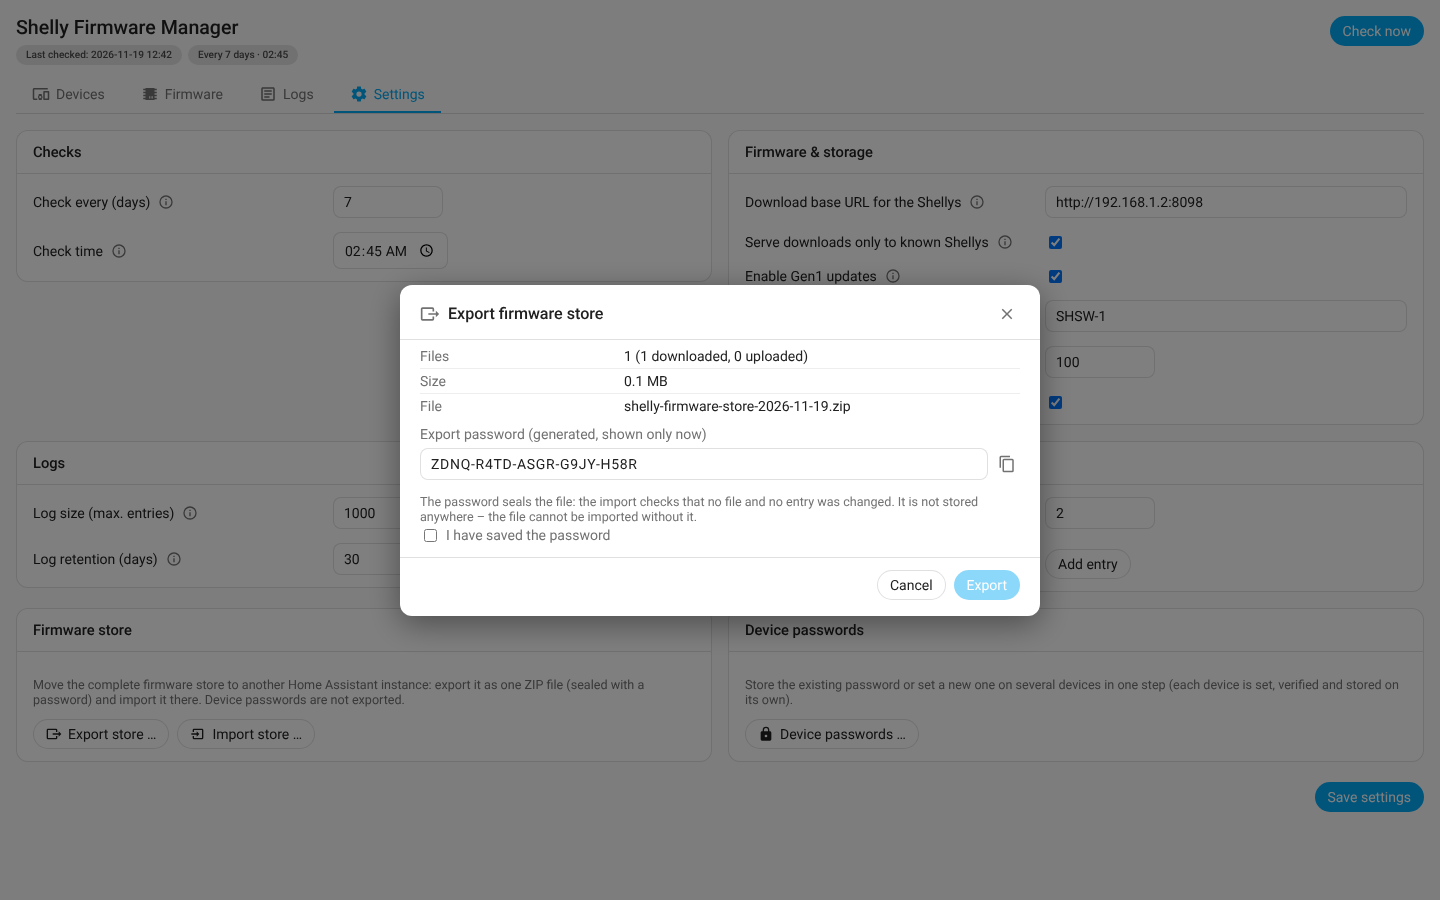 Shelly Firmware Manager
Check now
Last checked: 2026-11-19 12:42
Every 7 days · 02:45
Devices
Firmware
Logs
Settings
Checks
Check every (days)
7
Check time
02:45 AM
Firmware & storage
Download base URL for the Shellys
http://192.168.1.2:8098
Serve downloads only to known Shellys
Enable Gen1 updates
SHSW-1
100
Export firmware store
Files
1 (1 downloaded, 0 uploaded)
Size
0.1 MB
File
shelly-firmware-store-2026-11-19.zip
Export password (generated, shown only now)
ZDNQ-R4TD-ASGR-G9JY-H58R
The password seals the file: the import checks that no file and no entry was changed. It is not stored
anywhere – the file cannot be imported without it.
I have saved the password
Cancel
Export
Logs
Log size (max. entries)
1000
Log retention (days)
30
2
Add entry
Firmware store
Move the complete firmware store to another Home Assistant instance: export it as one ZIP file (sealed with a
password) and import it there. Device passwords are not exported.
Export store ...
Import store ...
Device passwords
Store the existing password or set a new one on several devices in one step (each device is set, verified and stored on
its own).
Device passwords ...
Save settings